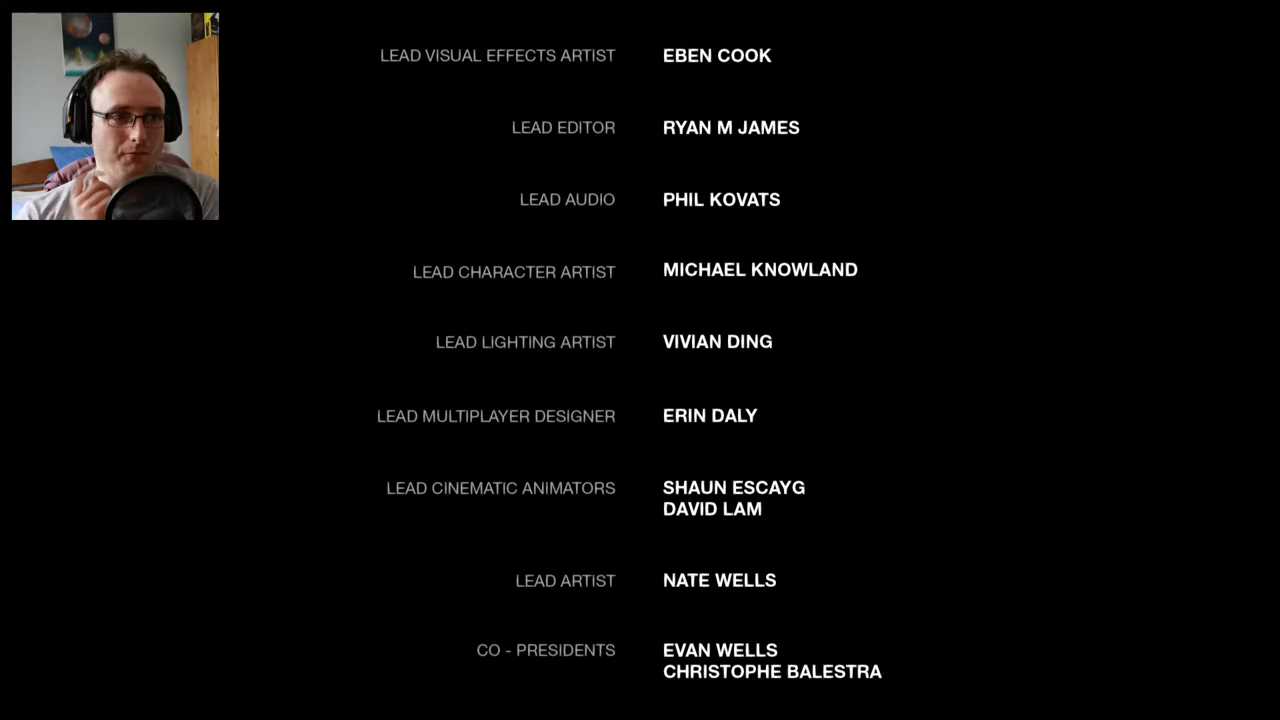 LEAD VISUAL EFFECTS ARTIST EBEN COOK
LEAD EDITOR RYAN M JAMES
LEAD AUDIO PHIL KOVATS
LEAD CHARACTER ARTIST MICHAEL KNOWLAND
LEAD LIGHTING ARTIST VIVIAN DING
LEAD MULTIPLAYER DESIGNER ERIN DALY
LEAD CINEMATIC ANIMATORS SHAUN ESCAYG
DAVID LAM
LEAD ARTIST NATE WELLS
CO - PRESIDENTS EVAN WELLS
CHRISTOPHE BALESTRA